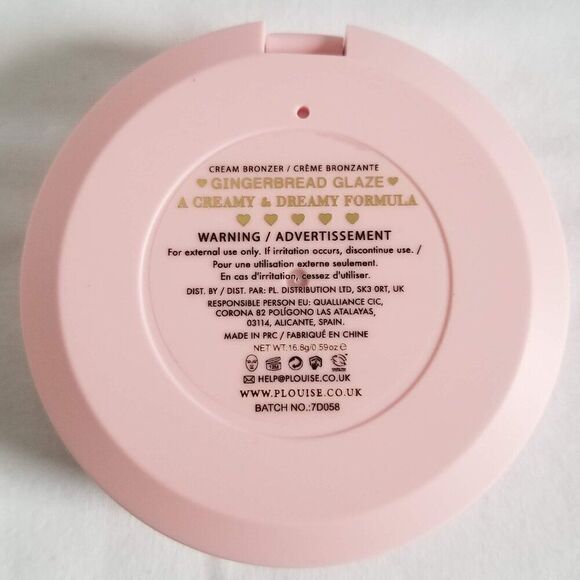 CREAM BRONZER / CRÈME BRONZANTE
♥ GINGERBREAD GLAZE ♥
A CREAMY & DREAMY FORMULA
WARNING / ADVERTISSEMENT
For external use only. If irritation occurs, discontinue use. /
Pour une utilisation externe seulement.
En cas d'irritation, cessez d'utiliser.
DIST. BY / DIST. PAR: PL. DISTRIBUTION LTD, SK3 0RT, UK
RESPONSIBLE PERSON EU: QUALLIANCE CIC,
CORONA 82 POLÍGONO LAS ATALAYAS,
03114, ALICANTE, SPAIN.
MADE IN PRC / FABRIQUÉ EN CHINE
NET WT.16.8g/0.59oz ℮
HELP@PLOUISE.CO.UK
WWW.PLOUISE.CO.UK
BATCH NO.:7D058